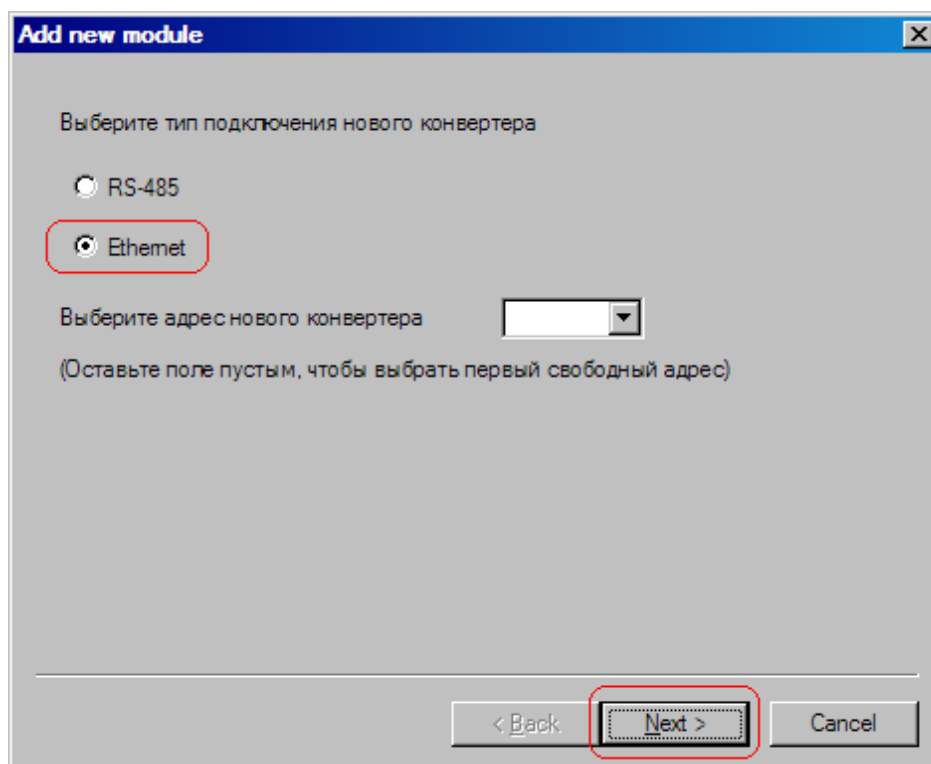 Add new module
Выберите тип подключения нового конвертера
RS-485
Ethernet
Выберите адрес нового конвертера
(Оставьте поле пустым, чтобы выбрать первый свободный адрес)
< Back
Next >
Cancel